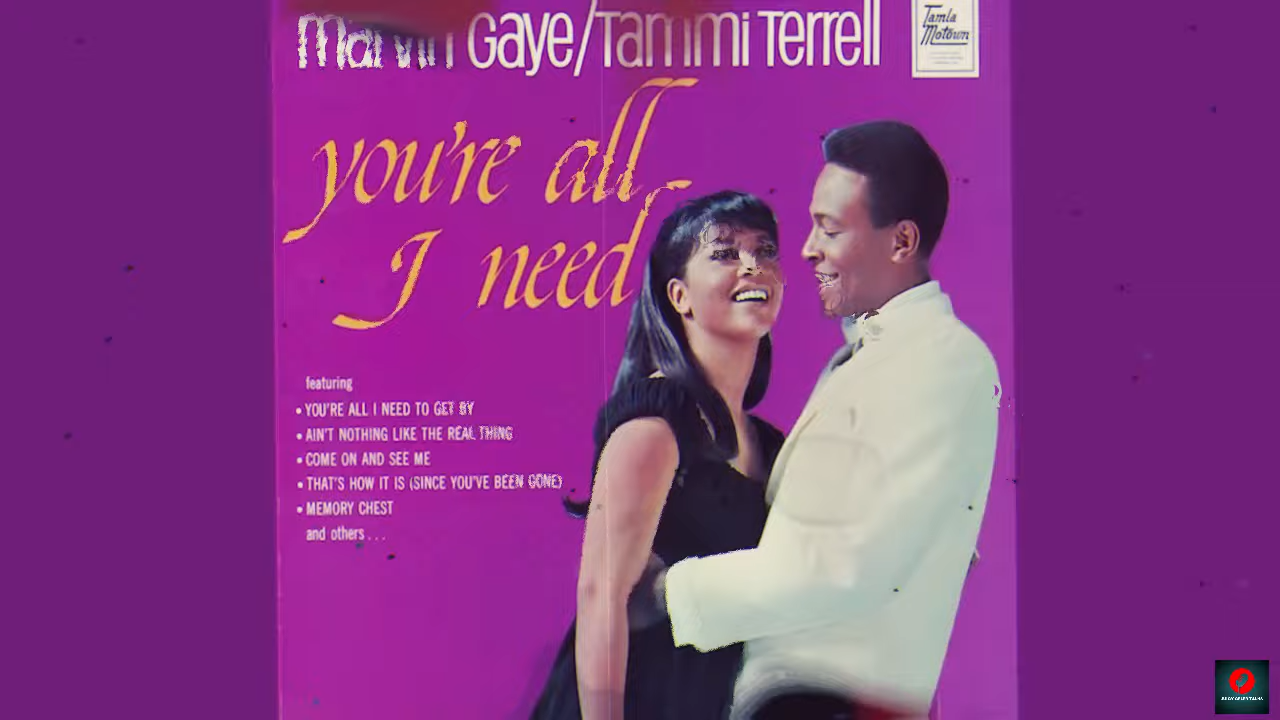 Marvin Gaye/Tammi Terrell
Tamla
Motown
you're all
I need
featuring
• YOU'RE ALL I NEED TO GET BY
• AIN'T NOTHING LIKE THE REAL THING
• COME ON AND SEE ME
• THAT'S HOW IT IS (SINCE YOU'VE BEEN GONE)
• MEMORY CHEST
and others...